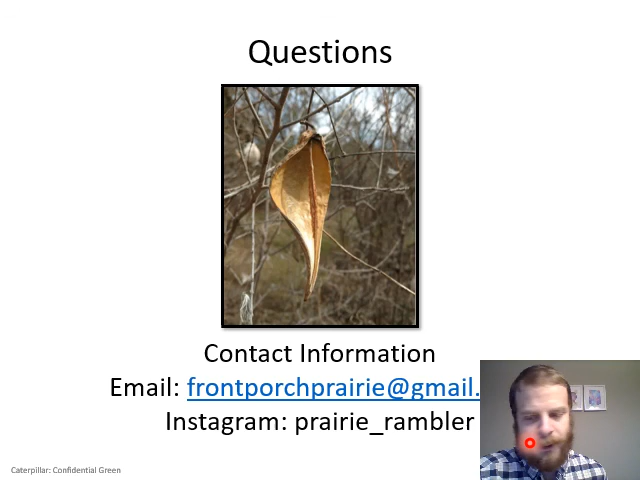 Questions
Contact Information
Email: frontporchprairie@gmail.
Instagram: prairie_rambler
Caterpillar: Confidential Green